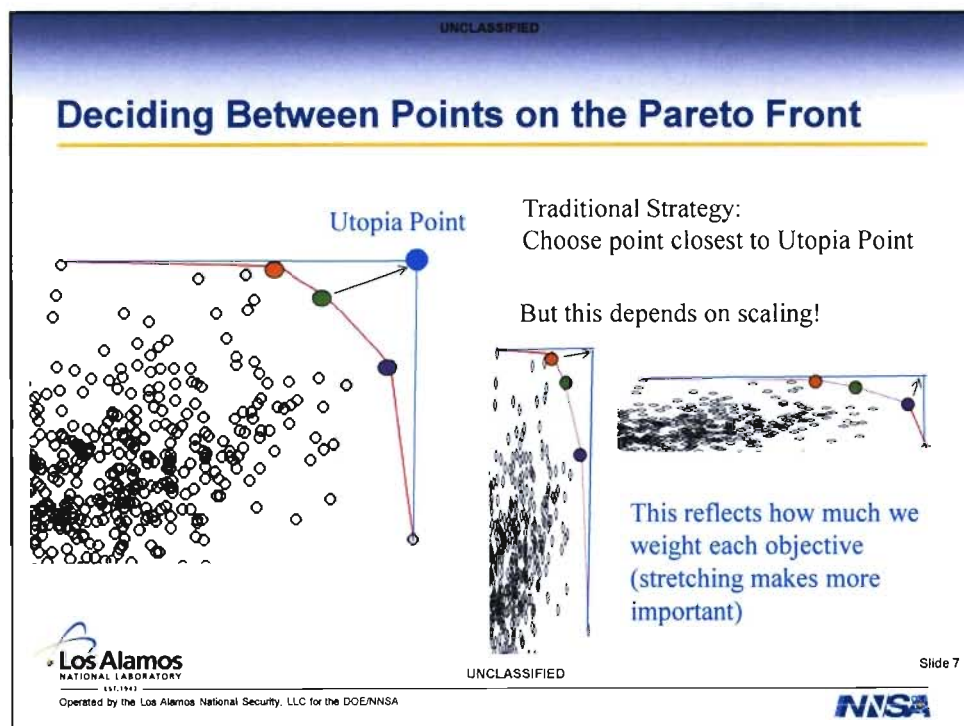 UNCLASSIFIED
Deciding Between Points on the Pareto Front
Utopia Point
Traditional Strategy:
Choose point closest to Utopia Point
But this depends on scaling!
This reflects how much we
weight each objective
(stretching makes more
important)
Los Alamos
NATIONAL LABORATORY
EST.1943
Operated by the Los Alamos National Security, LLC for the DOE/NNSA
UNCLASSIFIED
Slide 7
NNSA